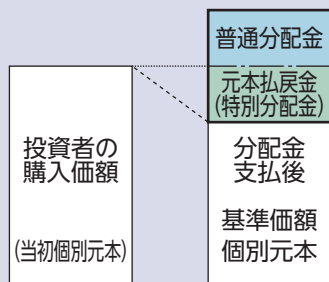 普通分配金
元本払戻金
(特別分配金)
投資者の
購入価額
(当初個別元本)
分配金
支払後
基準価額
個別元本